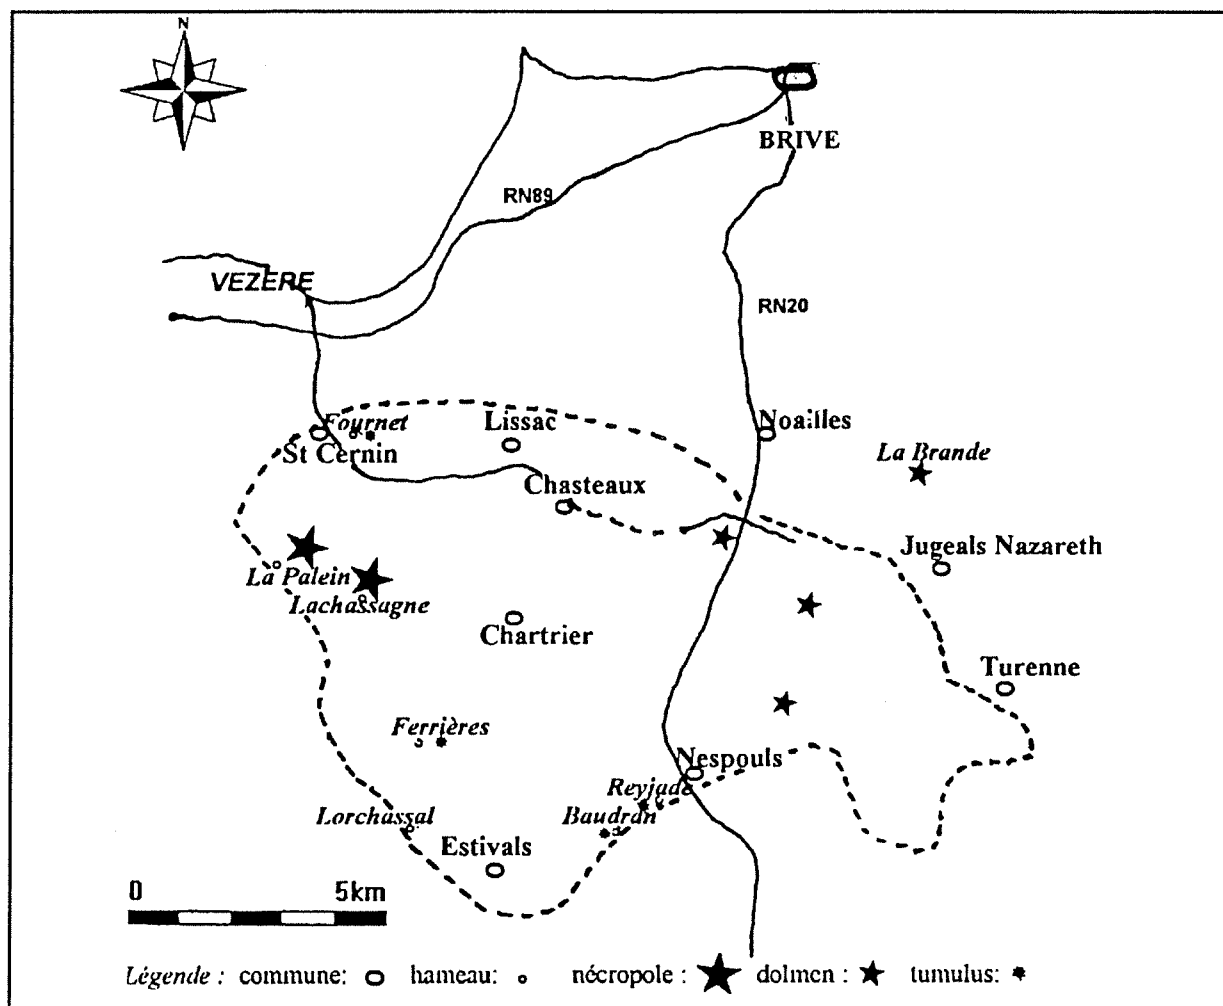 N
BRIVE
RN89
VEZERE
RN20
Fournet
Lissac
Noailles
St Cernin
La Brande
Chasteaux
Jugeals Nazareth
La Palein
Lachassagne
Chartrier
Turenne
Ferrières
Nespouls
Reyjade
Lorchassal
Baudran
Estivals
0 5km
Légende : commune: hameau: nécropole : dolmen : tumulus: